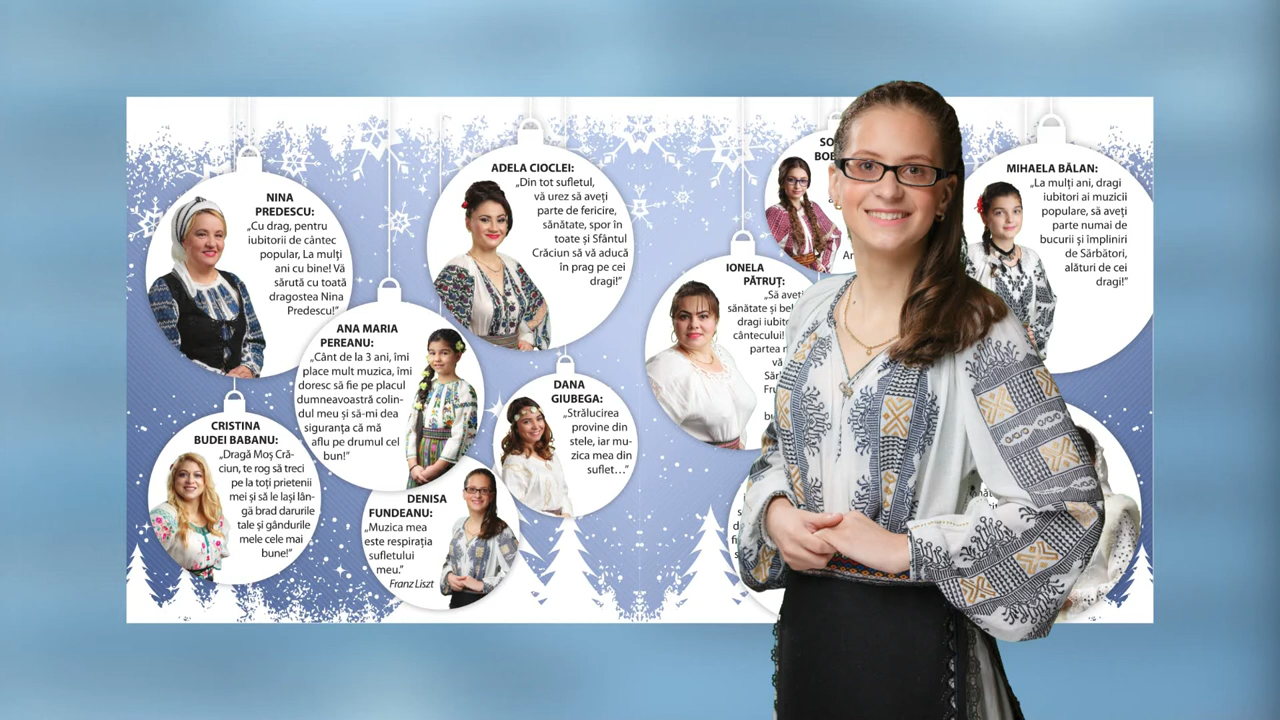 NINA
PREDESCU:
„Cu drag, pentru
iubitorii de cântec
popular, La mulți
ani cu bine! Vă
sărută cu toată
dragostea Nina
Predescu!”
ADELA CIOCLEI:
„Din tot sufletul,
vă urez să aveți
parte de fericire,
sănătate, spor în
toate și Sfântul
Crăciun să vă aducă
în prag pe cei
dragi!”
ANA MARIA
PEREANU:
„Cânt de la 3 ani, îmi
place mult muzica, îmi
doresc să fie pe placul
dumneavoastră colin-
dul meu și să-mi dea
siguranța că mă
aflu pe drumul cel
bun!”
CRISTINA
BUDEI BABANU:
„Dragă Moș Cră-
ciun, te rog să treci
pe la toți prietenii
mei și să le lași lân-
gă brad darurile
tale și gândurile
mele cele mai
bune!”
DENISA
FUNDEANU:
„Muzica mea
este respirația
sufletului
meu.”
Franz Liszt
DANA
GIUBEGA:
„Strălucirea
provine din
stele, iar mu-
zica mea din
suflet…”
IONELA
PĂTRUȚ:
„Să aveți
sănătate și
dragi
cântecului!
partea
vă
MIHAELA BĂLAN:
„La mulți ani, dragi
iubitori ai muzicii
populare, să aveți
parte numai de
bucurii și împliniri
de Sărbători,
alături de cei
dragi!”